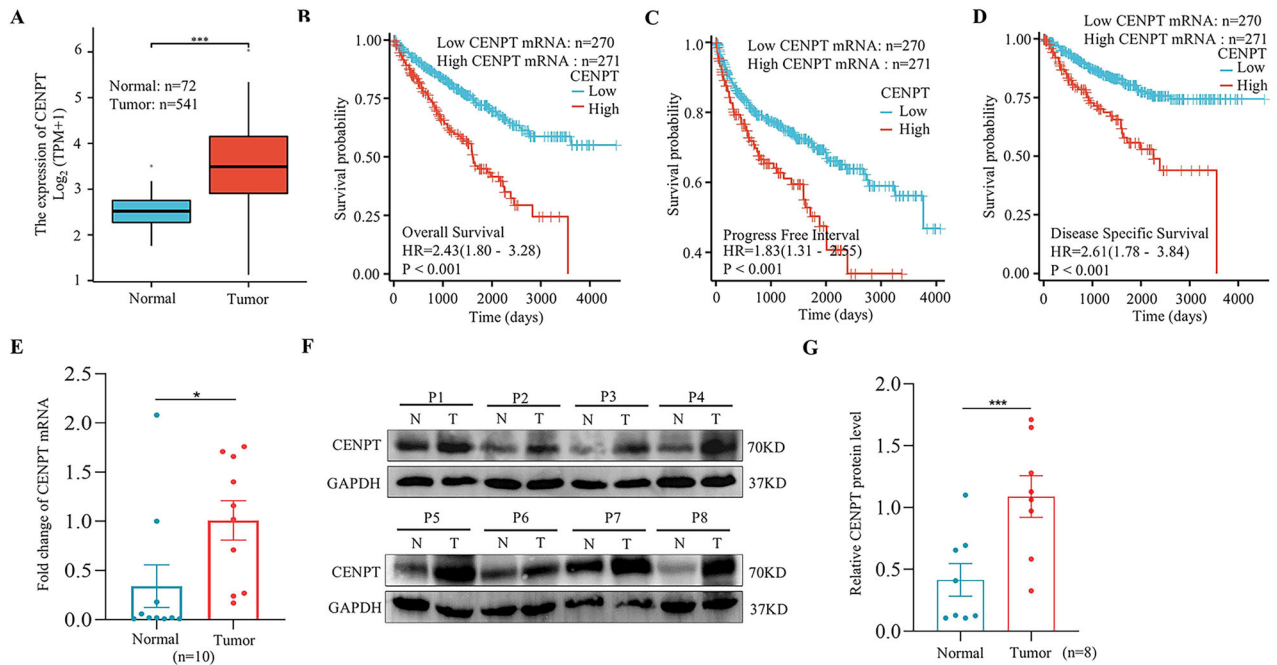 A
The expression of CENPT
Log2 (TPM+1)
6
5
4
3
2
1
***
Normal: n=72
Tumor: n=541
Normal
Tumor
B
Survival probability
1.00
0.75
0.50
0.25
0.00
Low CENPT mRNA: n=270
High CENPT mRNA : n=271
CENPT
Low
High
Overall Survival
HR=2.43(1.80 - 3.28)
P < 0.001
0 1000 2000 3000 4000
Time (days)
C
Survival probability
1.0
0.8
0.6
0.4
Low CENPT mRNA: n=270
High CENPT mRNA : n=271
CENPT
Low
High
Progress Free Interval
HR=1.83(1.31 - 2.55)
P < 0.001
0 1000 2000 3000 4000
Time (days)
D
Survival probability
1.00
0.75
0.50
0.25
0.00
Low CENPT mRNA : n=270
High CENPT mRNA : n=271
CENPT
Low
High
Disease Specific Survival
HR=2.61(1.78 - 3.84)
P < 0.001
0 1000 2000 3000 4000
Time (days)
E
Fold change of CENPT mRNA
2.5
2.0
1.5
1.0
0.5
0.0
*
Normal
Tumor
(n=10)
F
P1 P2 P3 P4
N T N T N T N T
CENPT 70KD
GAPDH 37KD
P5 P6 P7 P8
N T N T N T N T
CENPT 70KD
GAPDH 37KD
G
Relative CENPT protein level
2.0
1.5
1.0
0.5
0.0
***
Normal
Tumor
(n=8)